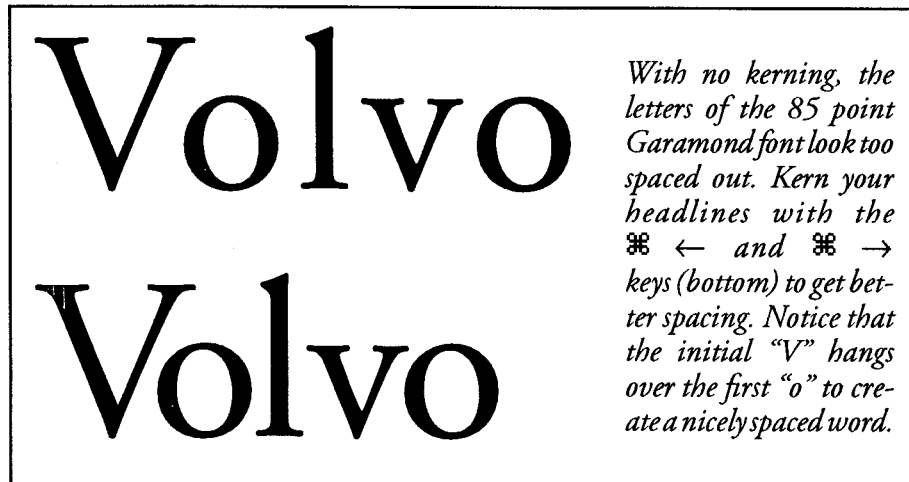 Volvo
Volvo
With no kerning, the
letters of the 85 point
Garamond font look too
spaced out. Kern your
headlines with the
⌘ ← and ⌘ →
keys (bottom) to get bet-
ter spacing. Notice that
the initial “V” hangs
over the first “o” to cre-
ate a nicely spaced word.